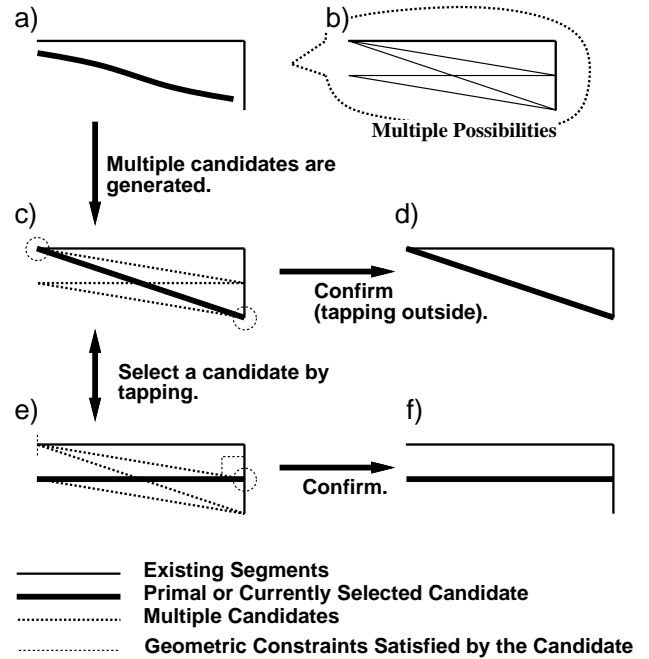 a)
b)
Multiple Possibilities
Multiple candidates are
generated.
c)
d)
Confirm
(tapping outside).
Select a candidate by
tapping.
e)
f)
Confirm.
Existing Segments
Primal or Currently Selected Candidate
Multiple Candidates
Geometric Constraints Satisfied by the Candidate